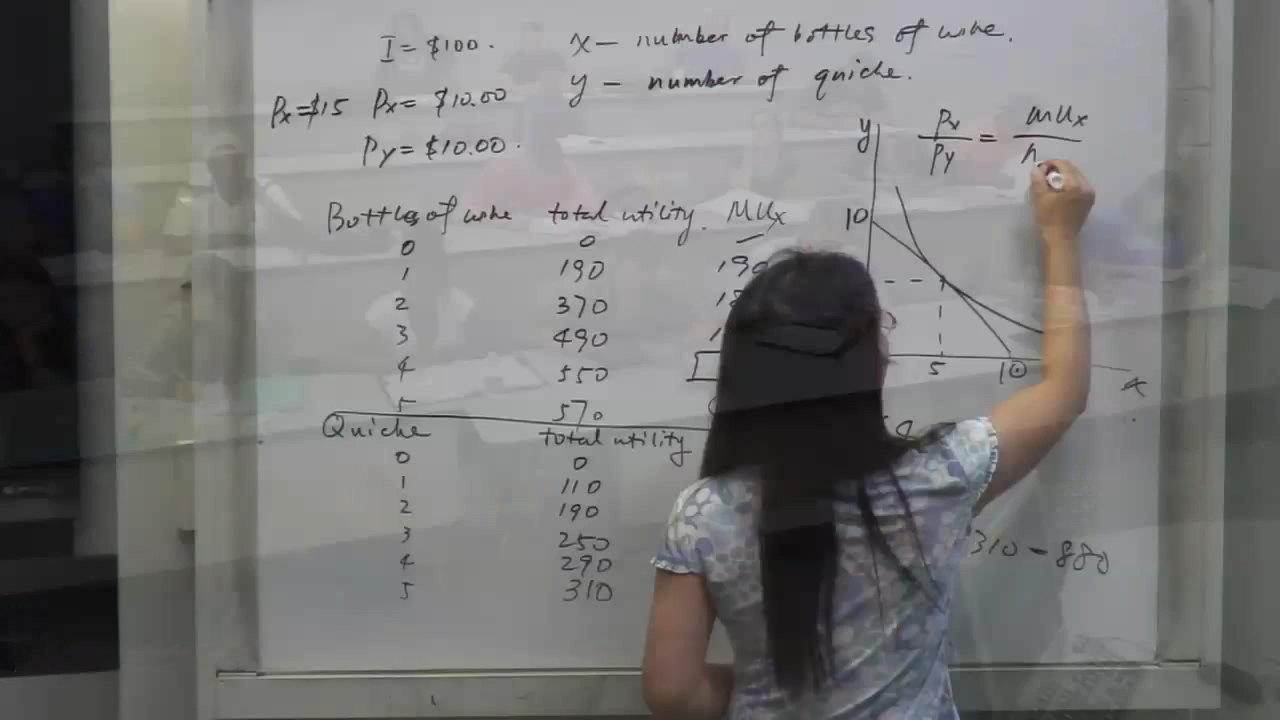 I = $100. x — number of bottles of wine.
Px=$15 Px = $10.00 y — number of quiche.
Py = $10.00.
y Px/Py = MUx/
Bottles of wine total utility. MUx
0 0
1 190 190
2 370
3 490
4 550
5 570
10
5 10 x
Quiche total utility
0 0
1 110
2 190
3 250
4 290
5 310
310 - 880